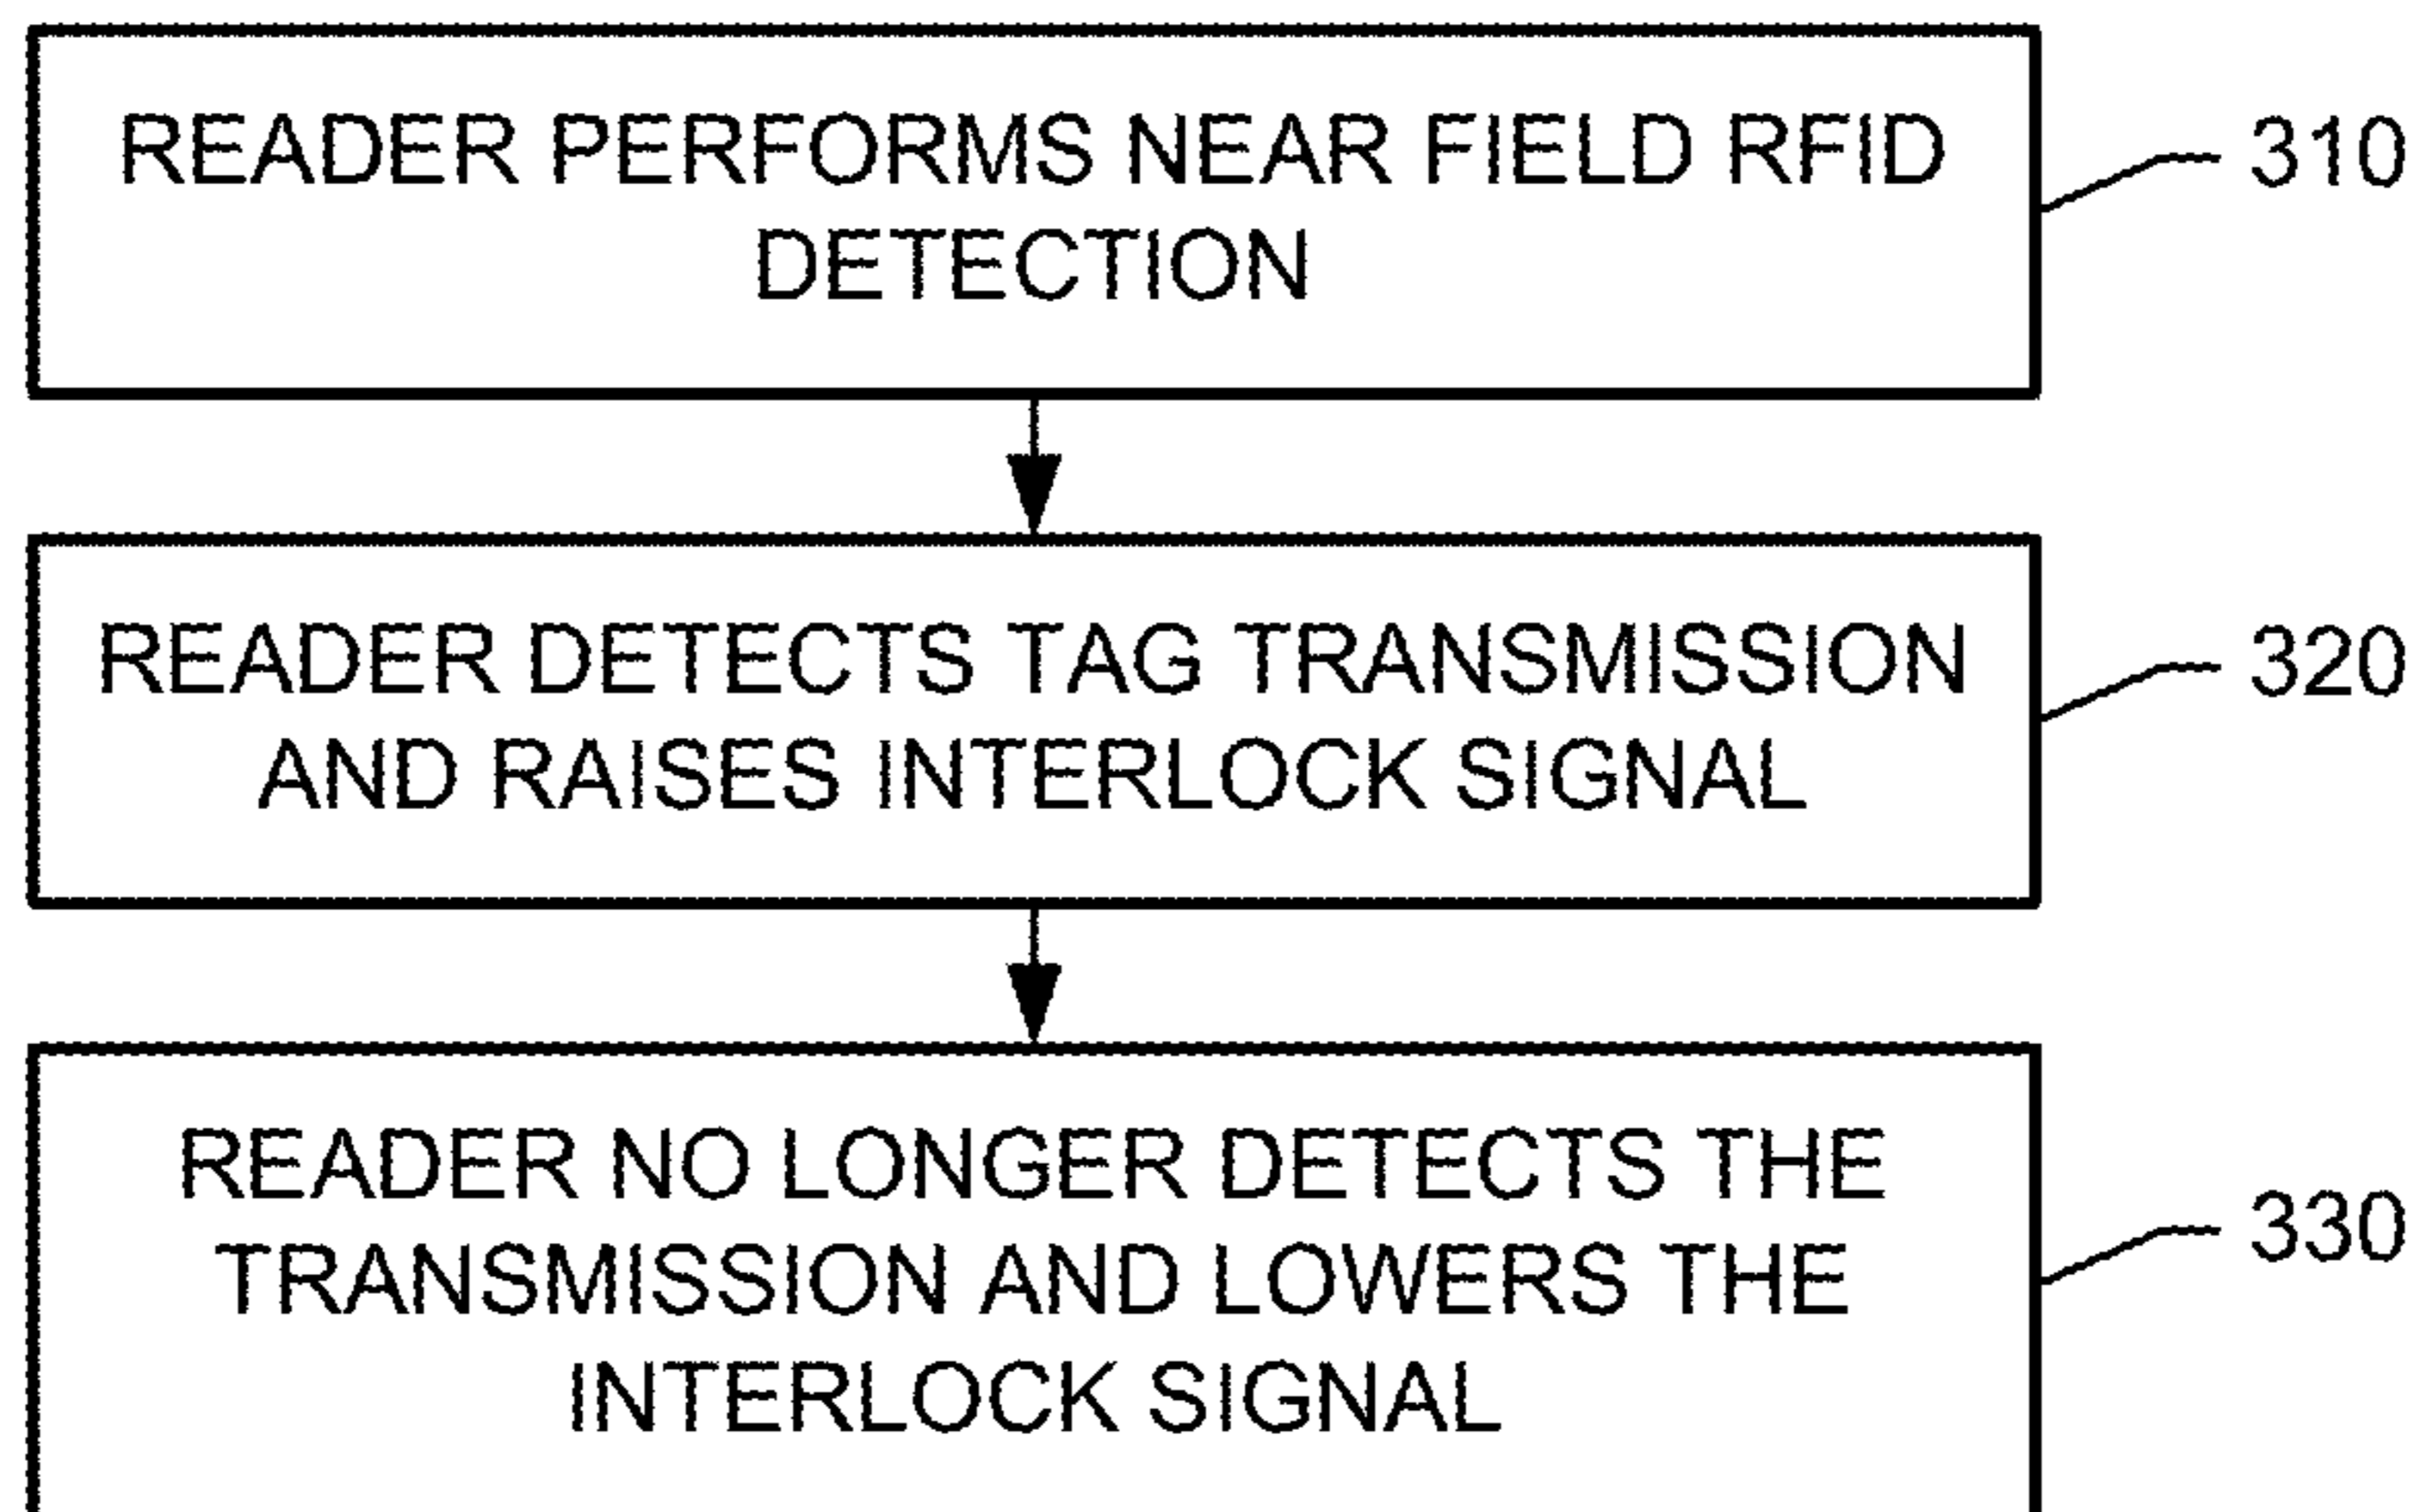 READER PERFORMS NEAR FIELD RFID
DETECTION
310
READER DETECTS TAG TRANSMISSION
AND RAISES INTERLOCK SIGNAL
320
READER NO LONGER DETECTS THE
TRANSMISSION AND LOWERS THE
INTERLOCK SIGNAL
330